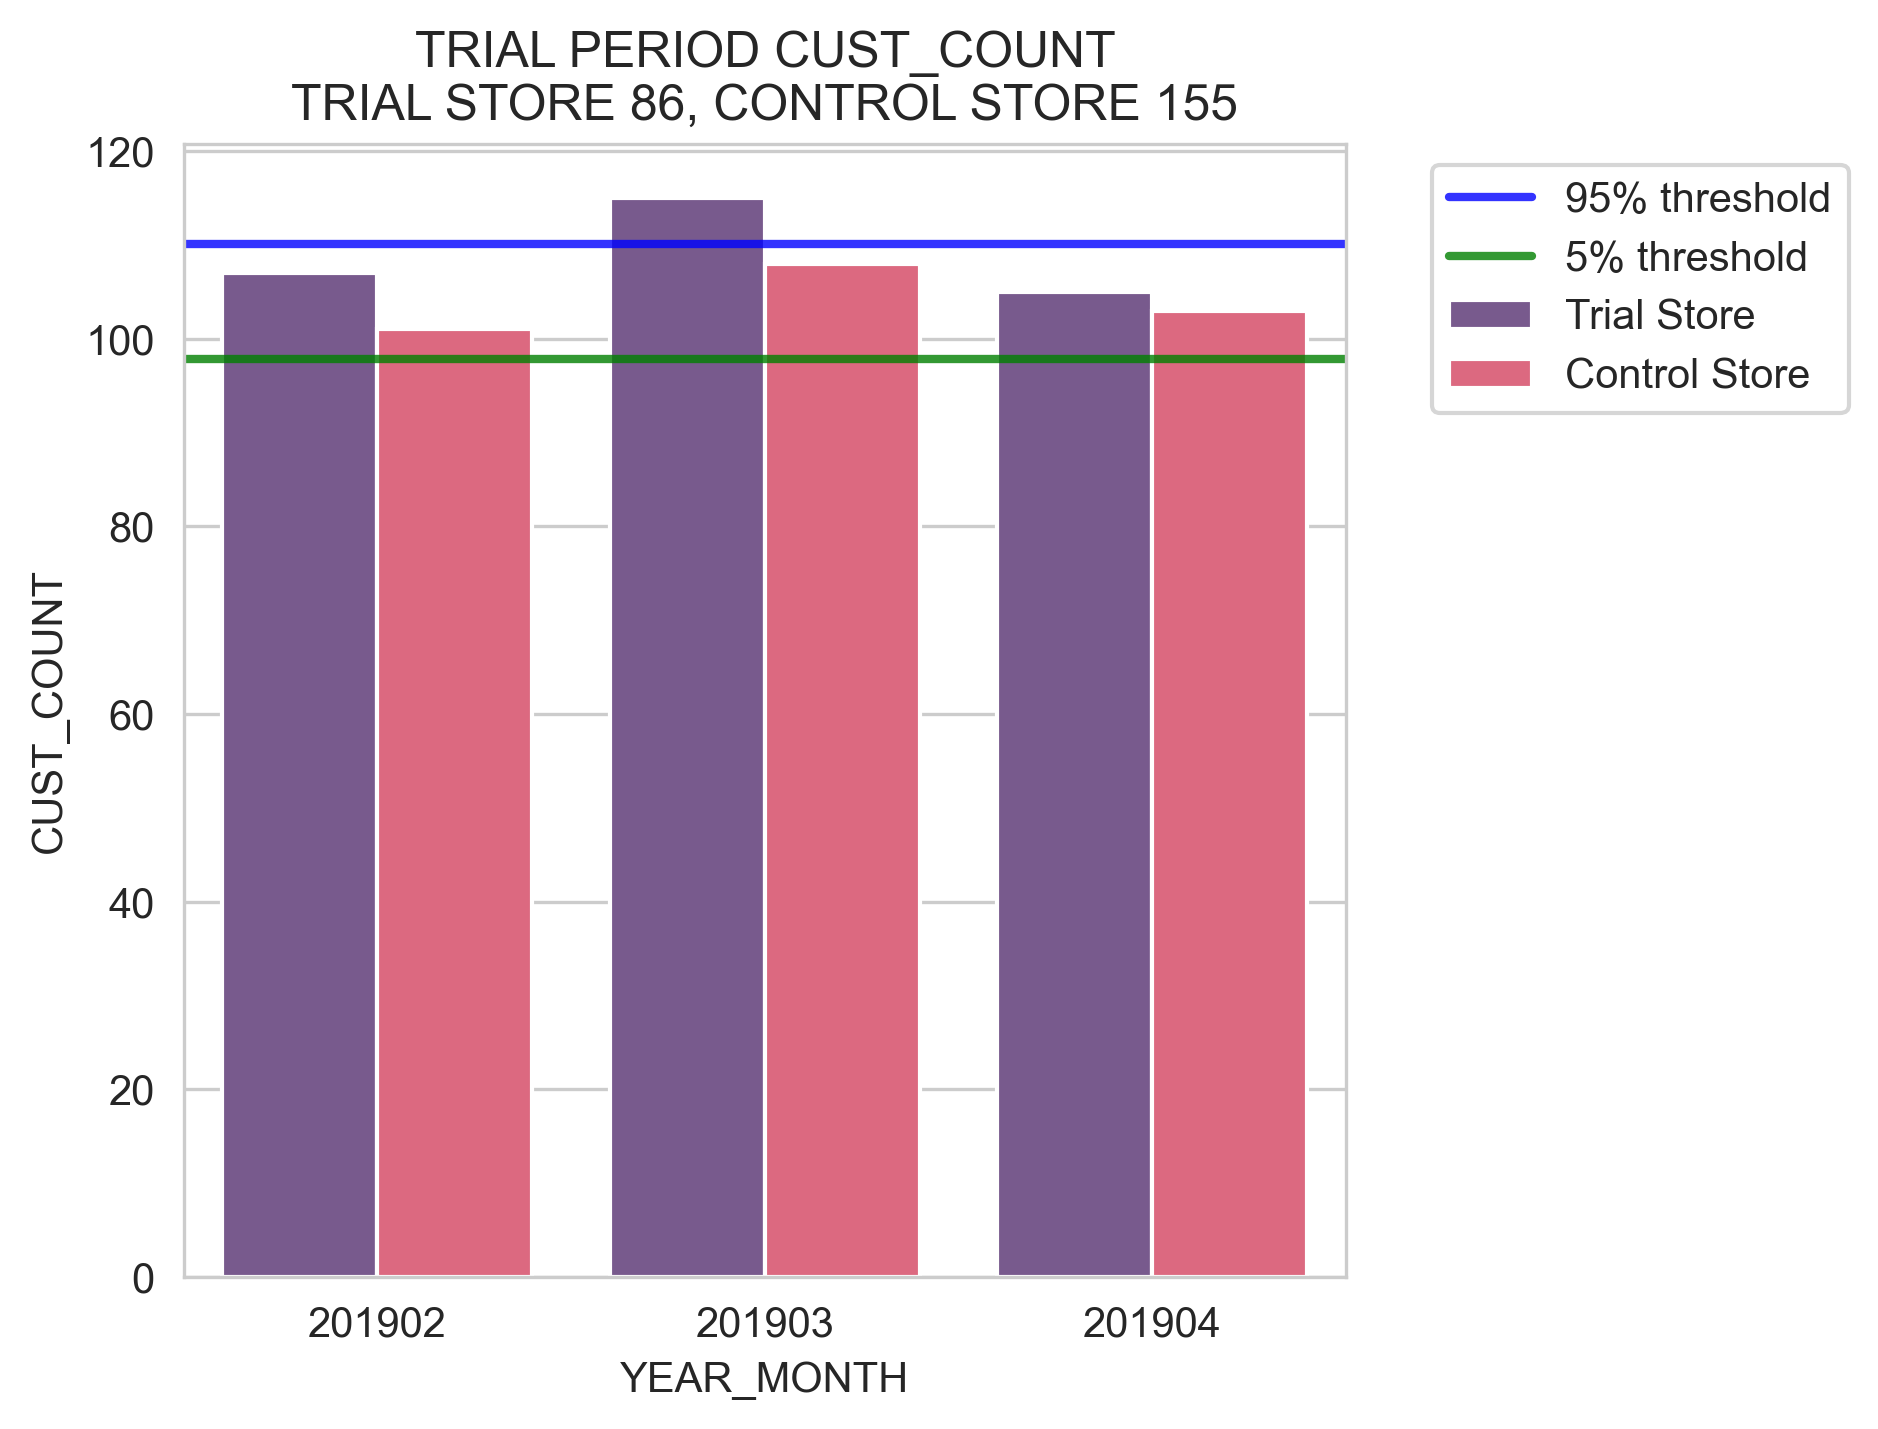 TRIAL PERIOD CUST_COUNT
TRIAL STORE 86, CONTROL STORE 155
120
100
80
60
40
20
0
CUST_COUNT
201902
201903
201904
YEAR_MONTH
95% threshold
5% threshold
Trial Store
Control Store